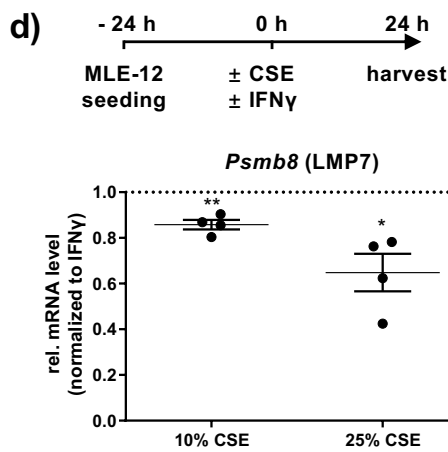 d)
- 24 h 0 h 24 h
MLE-12 ± CSE harvest
seeding ± IFNγ
Psmb8 (LMP7)
rel. mRNA level
(normalized to IFNγ)
1.0
0.8
0.6
0.4
0.2
0.0
**
*
10% CSE 25% CSE